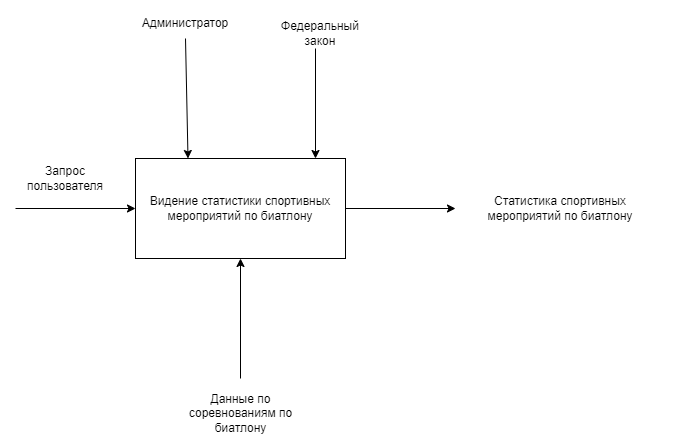 Администратор
Федеральный
закон
Запрос
пользователя
Видение статистики спортивных
мероприятий по биатлону
Статистика спортивных
мероприятий по биатлону
Данные по
соревнованиям по
биатлону